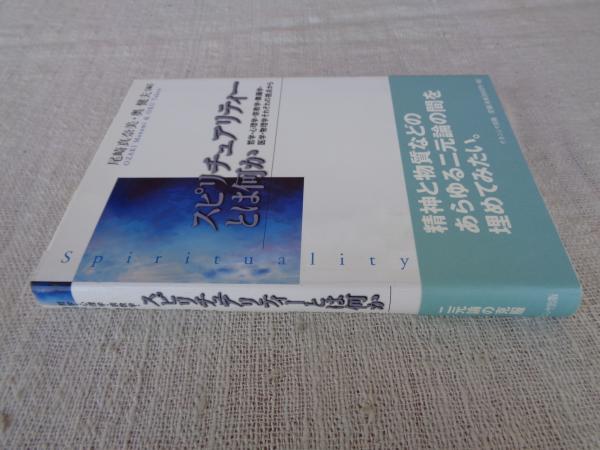 尾崎真奈美・奥 健夫[編]
OZAKI Manami & OKU Takeo
スピリチュアリティー
とは何か
哲学・心理学・宗教学・舞踊学・
医学・物理学それぞれの視点から
Spirituality
精神と物質などの
あらゆる二元論の間を
埋めてみたい。
スピリチュアリティーとは何か
二元論の克服